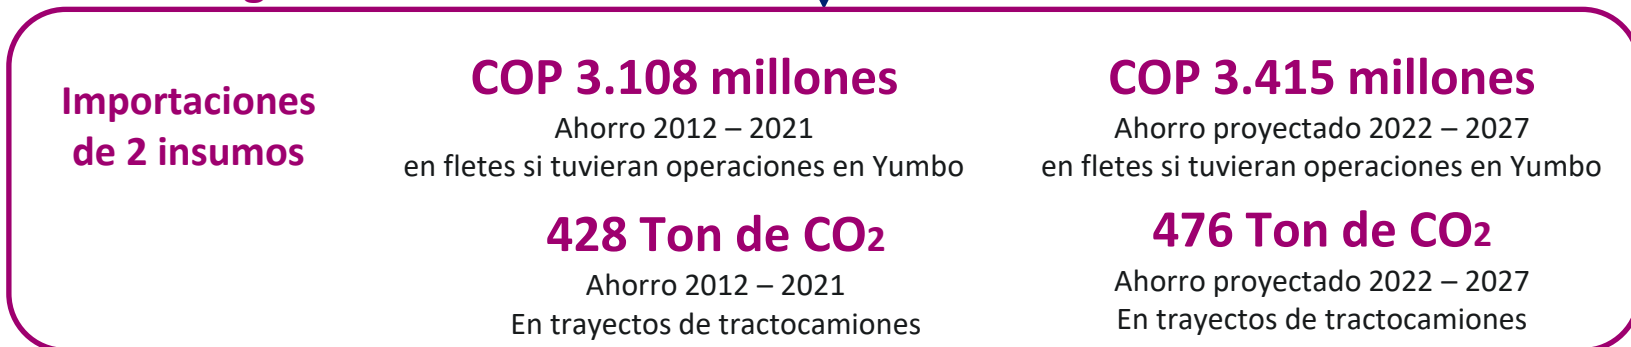 Importaciones
de 2 insumos
COP 3.108 millones
Ahorro 2012 – 2021
en fletes si tuvieran operaciones en Yumbo
428 Ton de CO2
Ahorro 2012 – 2021
En trayectos de tractocamiones
COP 3.415 millones
Ahorro proyectado 2022 – 2027
en fletes si tuvieran operaciones en Yumbo
476 Ton de CO2
Ahorro proyectado 2022 – 2027
En trayectos de tractocamiones